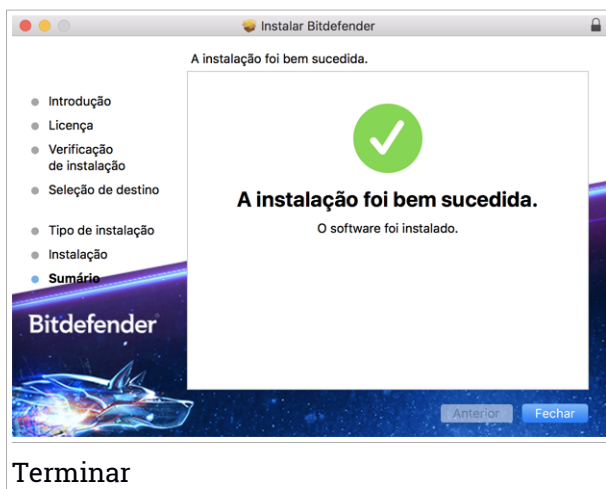 Instalar Bitdefender
A instalação foi bem sucedida.
Introdução
Licença
Verificação
de instalação
Seleção de destino
Tipo de instalação
Instalação
Sumário
Bitdefender
A instalação foi bem sucedida.
O software foi instalado.
Anterior
Fechar
Terminar